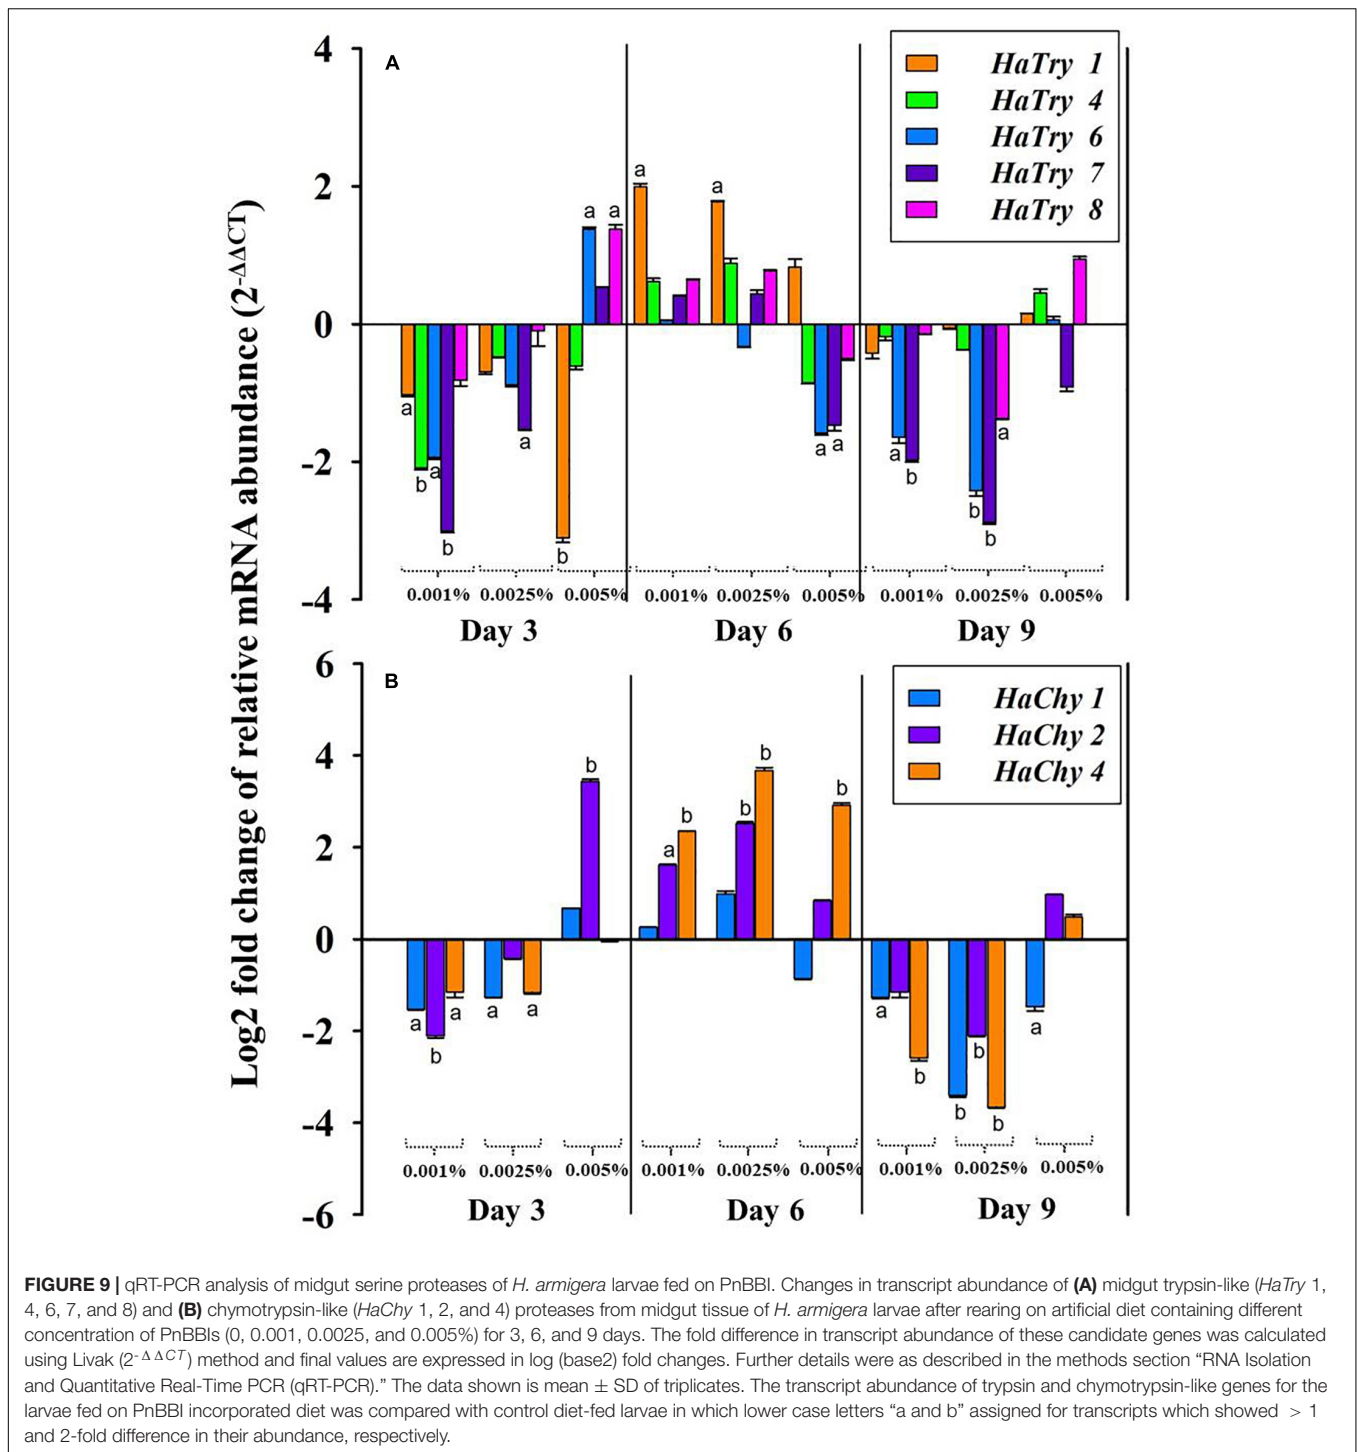 Log2 fold change of relative mRNA abundance (2-ΔΔCT)
A
4
2
0
-2
-4
HaTry 1
HaTry 4
HaTry 6
HaTry 7
HaTry 8
a
b
a
b
a
b
a
a
a
a
a
a
a
b
b
b
a
0.001%
0.0025%
0.005%
0.001%
0.0025%
0.005%
0.001%
0.0025%
0.005%
Day 3
Day 6
Day 9
B
6
4
2
0
-2
-4
-6
HaChy 1
HaChy 2
HaChy 4
a
b
a
a
a
b
a
b
b
b
b
a
b
b
b
b
a
0.001%
0.0025%
0.005%
0.001%
0.0025%
0.005%
0.001%
0.0025%
0.005%
Day 3
Day 6
Day 9
FIGURE 9 | qRT-PCR analysis of midgut serine proteases of H. armigera larvae fed on PnBBI. Changes in transcript abundance of (A) midgut trypsin-like (HaTry 1,
4, 6, 7, and 8) and (B) chymotrypsin-like (HaChy 1, 2, and 4) proteases from midgut tissue of H. armigera larvae after rearing on artificial diet containing different
concentration of PnBBIs (0, 0.001, 0.0025, and 0.005%) for 3, 6, and 9 days. The fold difference in transcript abundance of these candidate genes was calculated
using Livak (2-ΔΔCT) method and final values are expressed in log (base2) fold changes. Further details were as described in the methods section “RNA Isolation
and Quantitative Real-Time PCR (qRT-PCR).” The data shown is mean ± SD of triplicates. The transcript abundance of trypsin and chymotrypsin-like genes for the
larvae fed on PnBBI incorporated diet was compared with control diet-fed larvae in which lower case letters “a and b” assigned for transcripts which showed > 1
and 2-fold difference in their abundance, respectively.